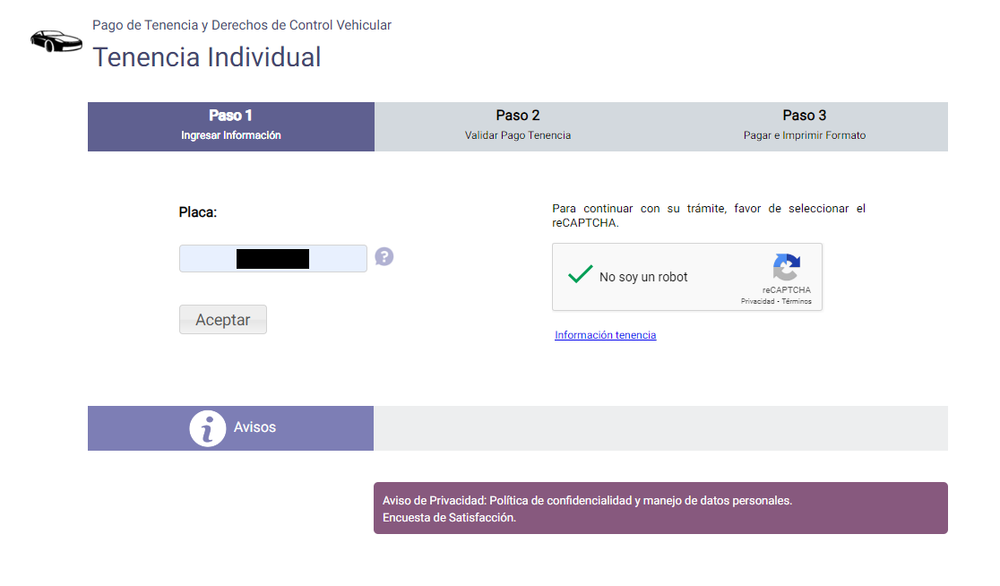 Pago de Tenencia y Derechos de Control Vehicular
Tenencia Individual
Paso 1
Ingresar Información
Paso 2
Validar Pago Tenencia
Paso 3
Pagar e Imprimir Formato
Placa:
?
Aceptar
Para continuar con su trámite, favor de seleccionar el
reCAPTCHA.
No soy un robot
reCAPTCHA
Privacidad - Términos
Información tenencia
i
Avisos
Aviso de Privacidad: Política de confidencialidad y manejo de datos personales.
Encuesta de Satisfacción.